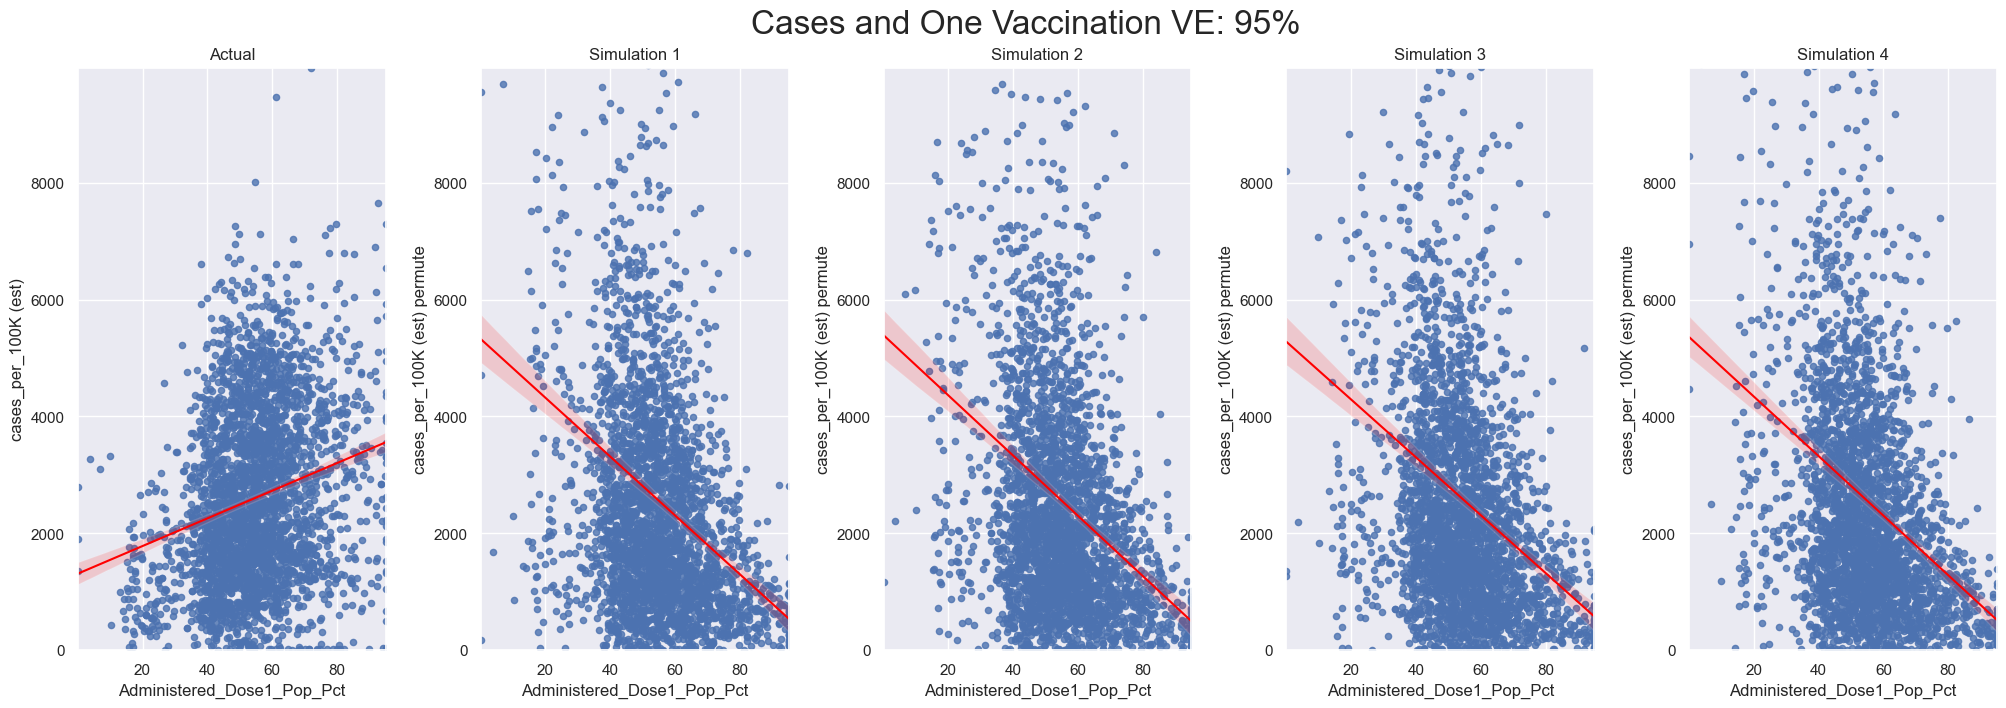 Cases and One Vaccination VE: 95%
Actual
Simulation 1
Simulation 2
Simulation 3
Simulation 4
cases_per_100K (est)
8000
6000
4000
2000
0
20 40 60 80
Administered_Dose1_Pop_Pct
cases_per_100K (est) permute
8000
6000
4000
2000
0
20 40 60 80
Administered_Dose1_Pop_Pct
cases_per_100K (est) permute
8000
6000
4000
2000
0
20 40 60 80
Administered_Dose1_Pop_Pct
cases_per_100K (est) permute
8000
6000
4000
2000
0
20 40 60 80
Administered_Dose1_Pop_Pct
cases_per_100K (est) permute
8000
6000
4000
2000
0
20 40 60 80
Administered_Dose1_Pop_Pct